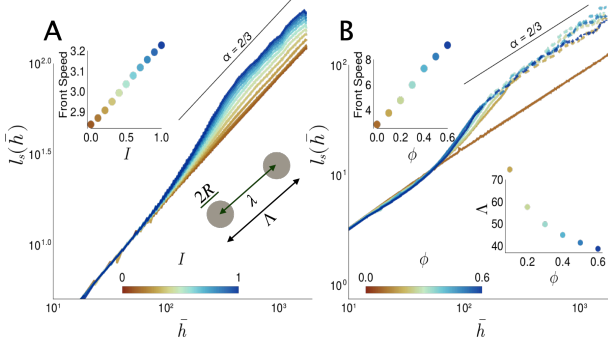 A
l_s(h̄)
10^2.0
10^1.5
10^1.0
10^1
10^2
10^3
h̄
α = 2/3
Front Speed
3.2
3.1
3.0
2.9
0.0
0.5
1.0
I
2R
λ
Λ
I
0
1
B
l_s(h̄)
10^2
10^1
10^0
10^1
10^2
10^3
h̄
α = 2/3
Front Speed
8
6
4
0.0
0.2
0.4
0.6
ϕ
Λ
70
60
50
40
0.0
0.2
0.4
0.6
ϕ
ϕ
0.0
0.6